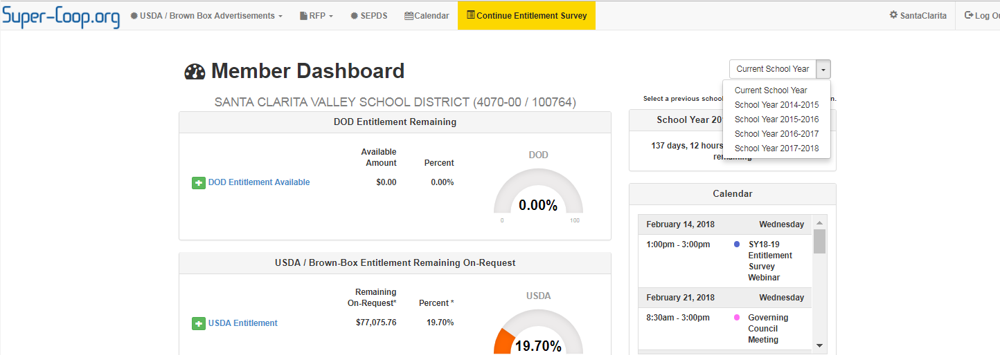 Super-Coop.org
USDA / Brown Box Advertisements
RFP
SEPDS
Calendar
Continue Entitlement Survey
SantaClarita
Log Ou
Member Dashboard
Current School Year
Current School Year
School Year 2014-2015
School Year 2015-2016
School Year 2016-2017
School Year 2017-2018
SANTA CLARITA VALLEY SCHOOL DISTRICT (4070-00 / 100764)
Select a previous school n.
DOD Entitlement Remaining
Available
Amount Percent
DOD Entitlement Available $0.00 0.00%
DOD
0.00%
0 100
School Year 20
137 days, 12 hours
remaining
USDA / Brown-Box Entitlement Remaining On-Request
Remaining
On-Request* Percent *
USDA Entitlement $77,075.76 19.70%
USDA
19.70%
Calendar
February 14, 2018 Wednesday
1:00pm - 3:00pm SY18-19
Entitlement
Survey
Webinar
February 21, 2018 Wednesday
8:30am - 3:00pm Governing
Council
Meeting